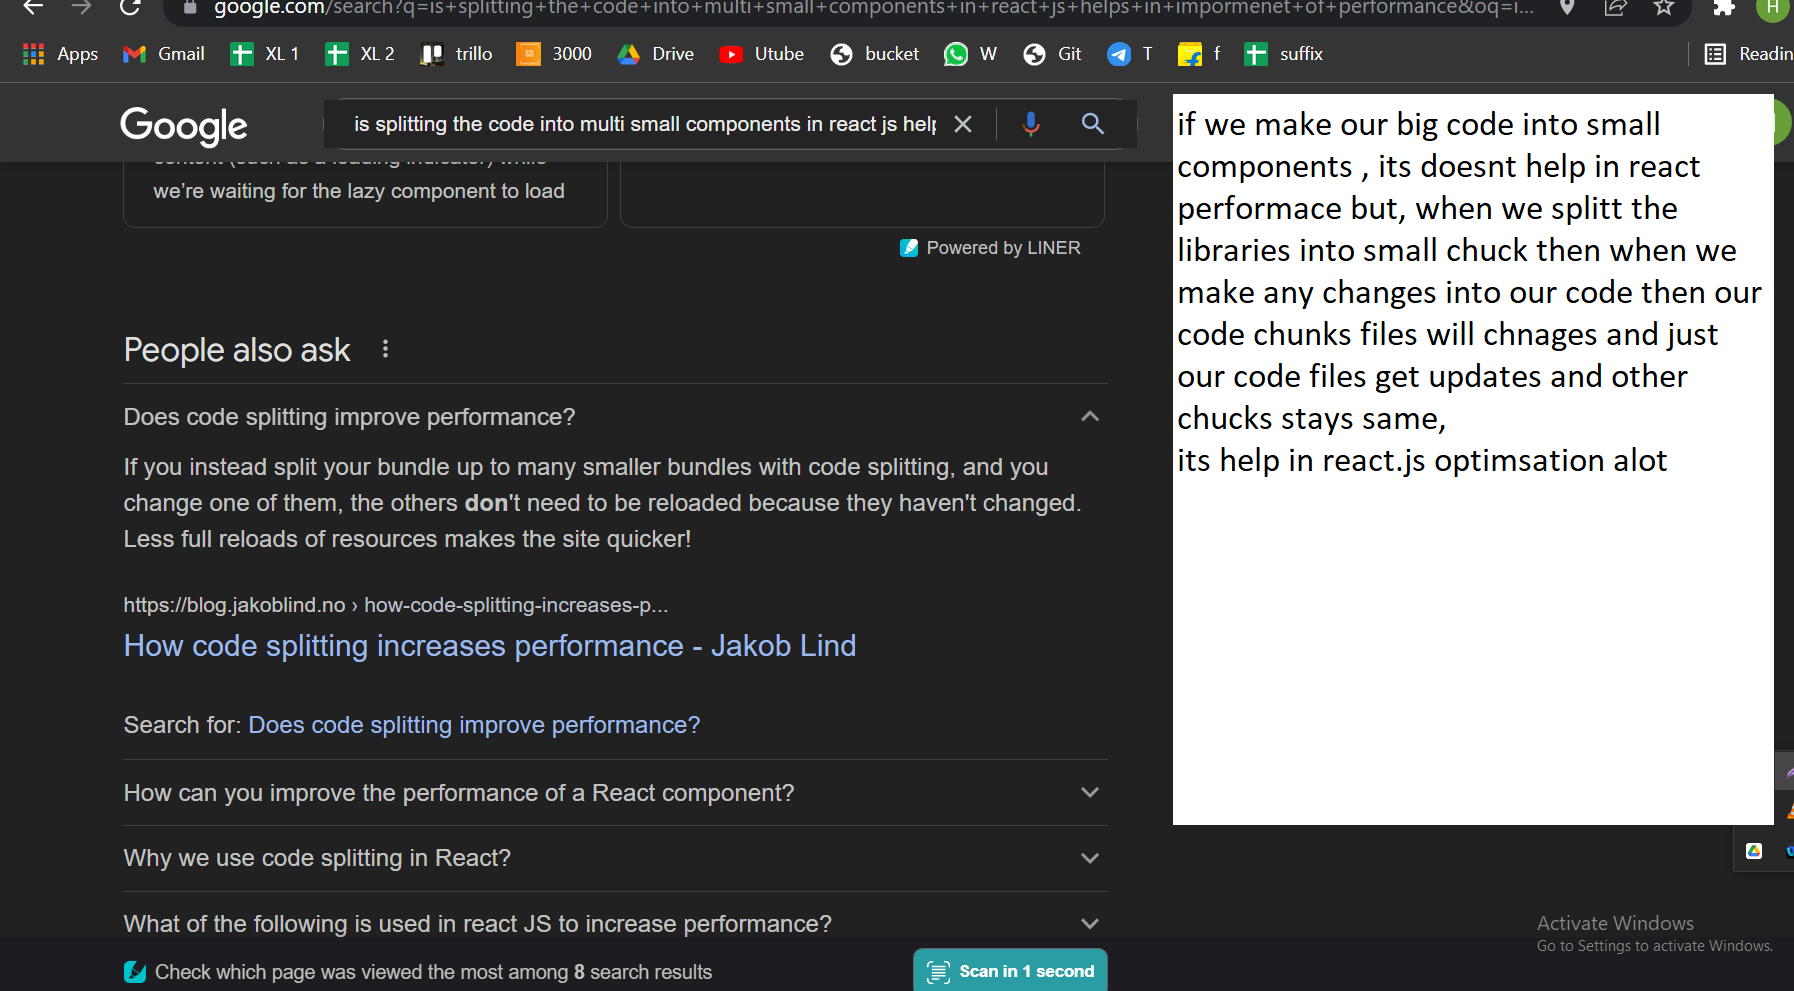 google.com/search?q=is+splitting+the+code+into+multi+small+components+in+react+js+helps+in+impormenet+of+performance&oq=i...
H
Apps Gmail XL 1 XL 2 trillo 3000 Drive Utube bucket W Git T f suffix Readin
Google
is splitting the code into multi small components in react js help
content (such as a loading indicator) while
we're waiting for the lazy component to load
Powered by LINER
People also ask
Does code splitting improve performance?
If you instead split your bundle up to many smaller bundles with code splitting, and you
change one of them, the others don't need to be reloaded because they haven't changed.
Less full reloads of resources makes the site quicker!
https://blog.jakoblind.no › how-code-splitting-increases-p...
How code splitting increases performance - Jakob Lind
Search for: Does code splitting improve performance?
How can you improve the performance of a React component?
Why we use code splitting in React?
What of the following is used in react JS to increase performance?
Check which page was viewed the most among 8 search results
Scan in 1 second
if we make our big code into small
components , its doesnt help in react
performace but, when we splitt the
libraries into small chuck then when we
make any changes into our code then our
code chunks files will chnages and just
our code files get updates and other
chucks stays same,
its help in react.js optimsation alot
Activate Windows
Go to Settings to activate Windows.